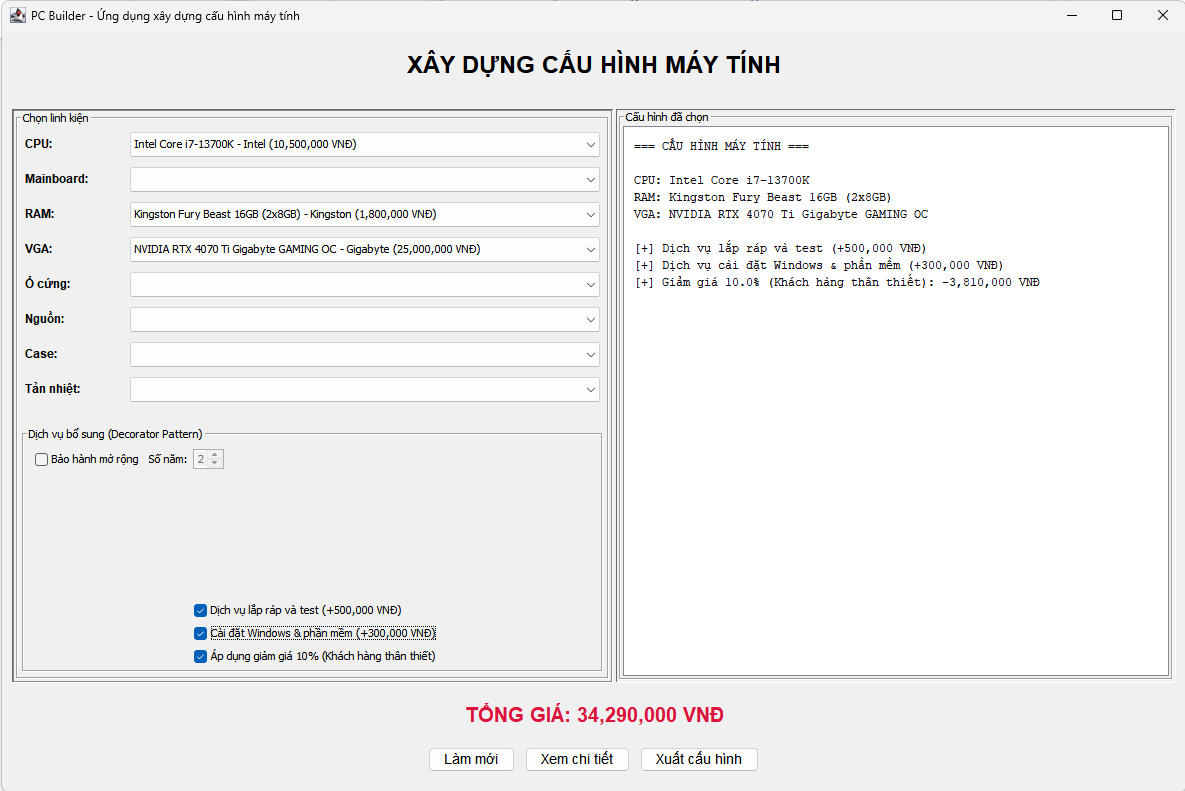 PC Builder - Ứng dụng xây dựng cấu hình máy tính
XÂY DỰNG CẤU HÌNH MÁY TÍNH
Chọn linh kiện
CPU: Intel Core i7-13700K - Intel (10,500,000 VNĐ)
Mainboard:
RAM: Kingston Fury Beast 16GB (2x8GB) - Kingston (1,800,000 VNĐ)
VGA: NVIDIA RTX 4070 Ti Gigabyte GAMING OC - Gigabyte (25,000,000 VNĐ)
Ổ cứng:
Nguồn:
Case:
Tản nhiệt:
Dịch vụ bổ sung (Decorator Pattern)
Bảo hành mở rộng Số năm: 2
Dịch vụ lắp ráp và test (+500,000 VNĐ)
Cài đặt Windows & phần mềm (+300,000 VNĐ)
Áp dụng giảm giá 10% (Khách hàng thân thiết)
Cấu hình đã chọn
=== CẤU HÌNH MÁY TÍNH ===
CPU: Intel Core i7-13700K
RAM: Kingston Fury Beast 16GB (2x8GB)
VGA: NVIDIA RTX 4070 Ti Gigabyte GAMING OC
[+] Dịch vụ lắp ráp và test (+500,000 VNĐ)
[+] Dịch vụ cài đặt Windows & phần mềm (+300,000 VNĐ)
[+] Giảm giá 10.0% (Khách hàng thân thiết): -3,810,000 VNĐ
TỔNG GIÁ: 34,290,000 VNĐ
Làm mới Xem chi tiết Xuất cấu hình